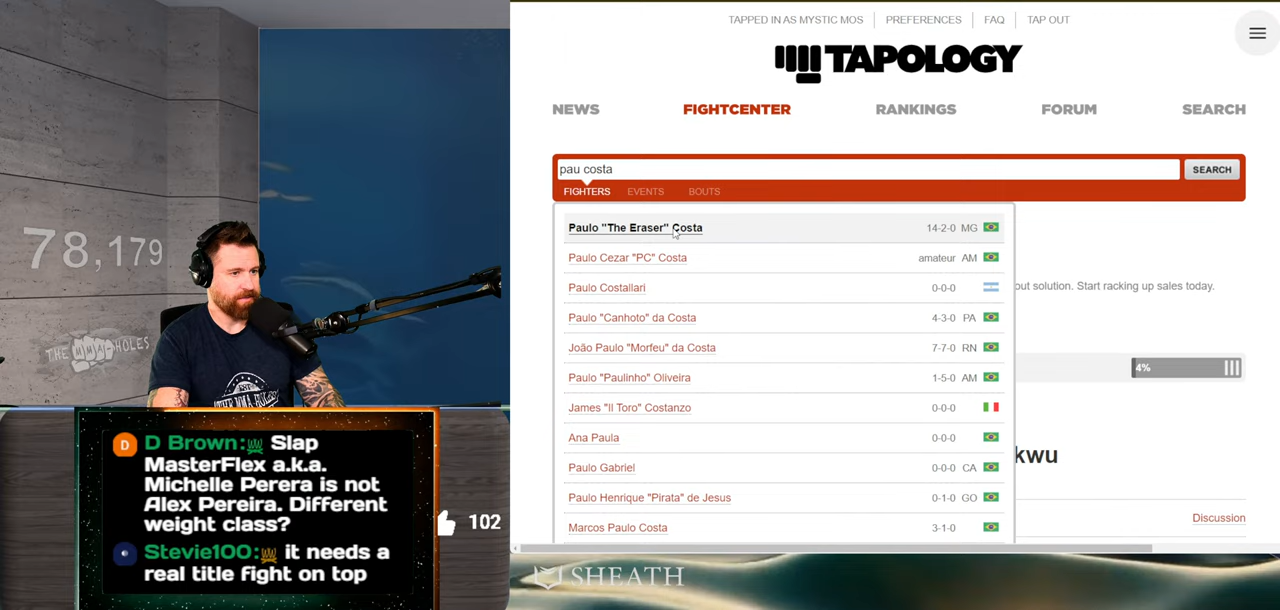 TAPPED IN AS MYSTIC MOS
PREFERENCES
FAQ
TAP OUT
TAPOLOGY
NEWS
FIGHTCENTER
RANKINGS
FORUM
SEARCH
pau costa
SEARCH
FIGHTERS
EVENTS
BOUTS
Paulo "The Eraser" Costa 14-2-0 MG
Paulo Cezar "PC" Costa amateur AM
Paulo Costallari 0-0-0
Paulo "Canhoto" da Costa 4-3-0 PA
João Paulo "Morfeu" da Costa 7-7-0 RN
Paulo "Paulinho" Oliveira 1-5-0 AM
James "Il Toro" Costanzo 0-0-0
Ana Paula 0-0-0
Paulo Gabriel 0-0-0 CA
Paulo Henrique "Pirata" de Jesus 0-1-0 GO
Marcos Paulo Costa 3-1-0
out solution. Start racking up sales today.
4%
kwu
Discussion
78,179
THE MMA HOLES
D
D Brown: Slap
MasterFlex a.k.a.
Michelle Perera is not
Alex Pereira. Different
weight class?
Stevie100: it needs a
real title fight on top
102
SHEATH